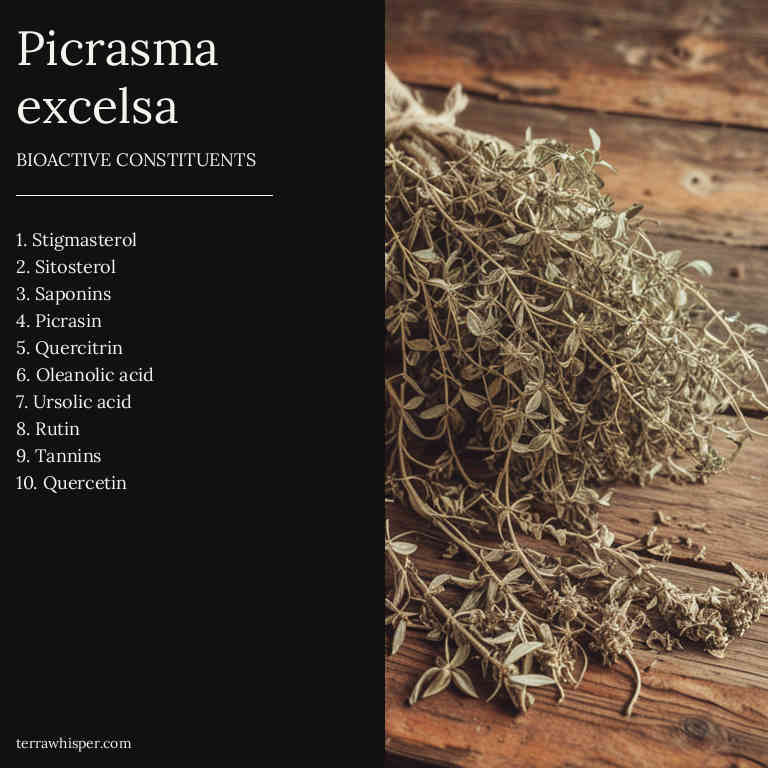 Picrasma
excelsa
BIOACTIVE CONSTITUENTS
1. Stigmasterol
2. Sitosterol
3. Saponins
4. Picrasin
5. Quercitrin
6. Oleanolic acid
7. Ursolic acid
8. Rutin
9. Tannins
10. Quercetin
terrawhisper.com